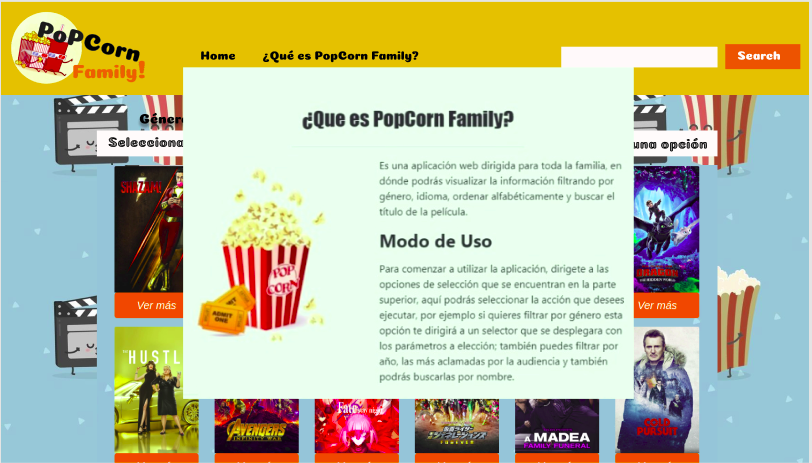 PoPCorn
Family!
Home
¿Qué es PopCorn Family?
Search
¿Que es PopCorn Family?
Géner
Selecciona
una opción
Es una aplicación web dirigida para toda la familia, en
dónde podrás visualizar la información filtrando por
género, idioma, ordenar alfabéticamente y buscar el
título de la película.
Modo de Uso
Para comenzar a utilizar la aplicación, dirigete a las
opciones de selección que se encuentran en la parte
superior, aquí podrás seleccionar la acción que desees
ejecutar, por ejemplo si quieres filtrar por género esta
opción te dirigirá a un selector que se desplegara con
los parámetros a elección; también puedes filtrar por
año, las más aclamadas por la audiencia y también
podrás buscarlas por nombre.
POP
CORN
ADMIT
ONE
SHAZAM!
Ver más
Ver más
HUSTL
AVENGERS
INFINITY WAR
Fate
FOREVER
A MADEA
FAMILY FUNERAL
COLD
PURSUIT